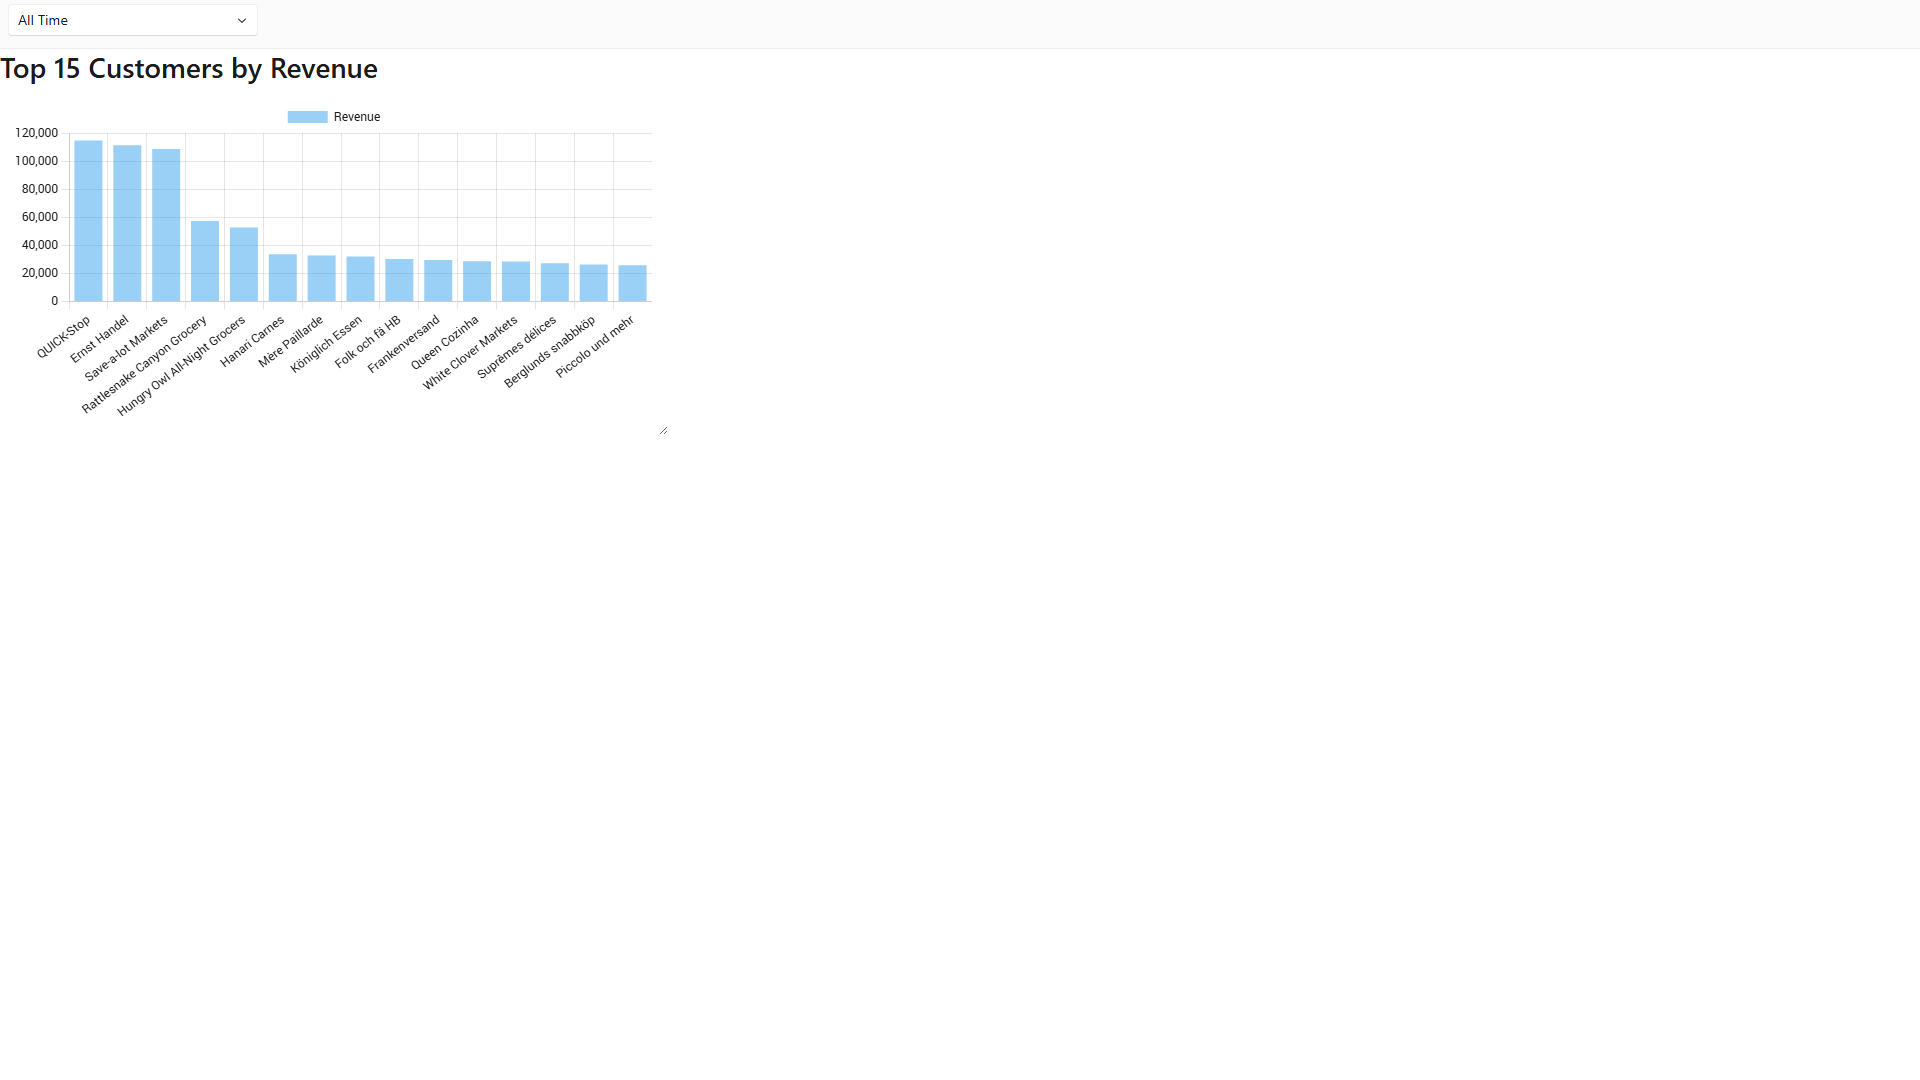 All Time
Top 15 Customers by Revenue
Revenue
120,000
100,000
80,000
60,000
40,000
20,000
0
QUICK-Stop
Ernst Handel
Save-a-lot Markets
Rattlesnake Canyon Grocery
Hungry Owl All-Night Grocers
Hanari Carnes
Mère Paillarde
Königlich Essen
Folk och fä HB
Frankenversand
Queen Cozinha
White Clover Markets
Suprêmes délices
Berglunds snabbköp
Piccolo und mehr